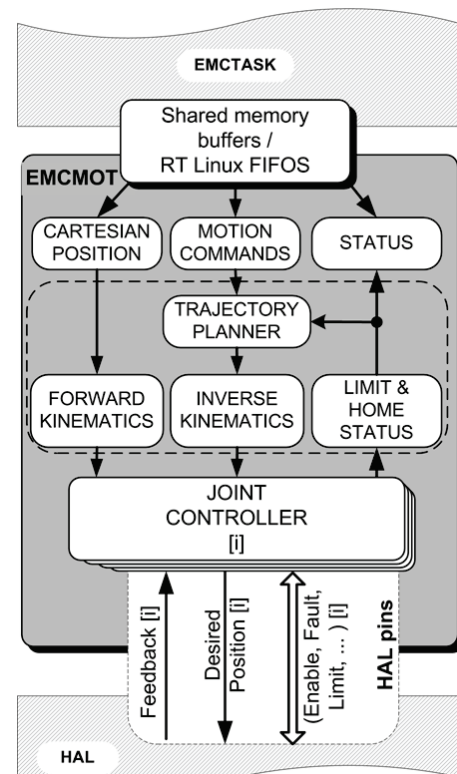 EMCTASK
Shared memory
buffers /
RT Linux FIFOS
EMCMOT
CARTESIAN
POSITION
MOTION
COMMANDS
STATUS
TRAJECTORY
PLANNER
FORWARD
KINEMATICS
INVERSE
KINEMATICS
LIMIT &
HOME
STATUS
JOINT
CONTROLLER
[i]
Feedback [i]
Desired
Position [i]
(Enable, Fault,
Limit, ... ) [i]
HAL pins
HAL